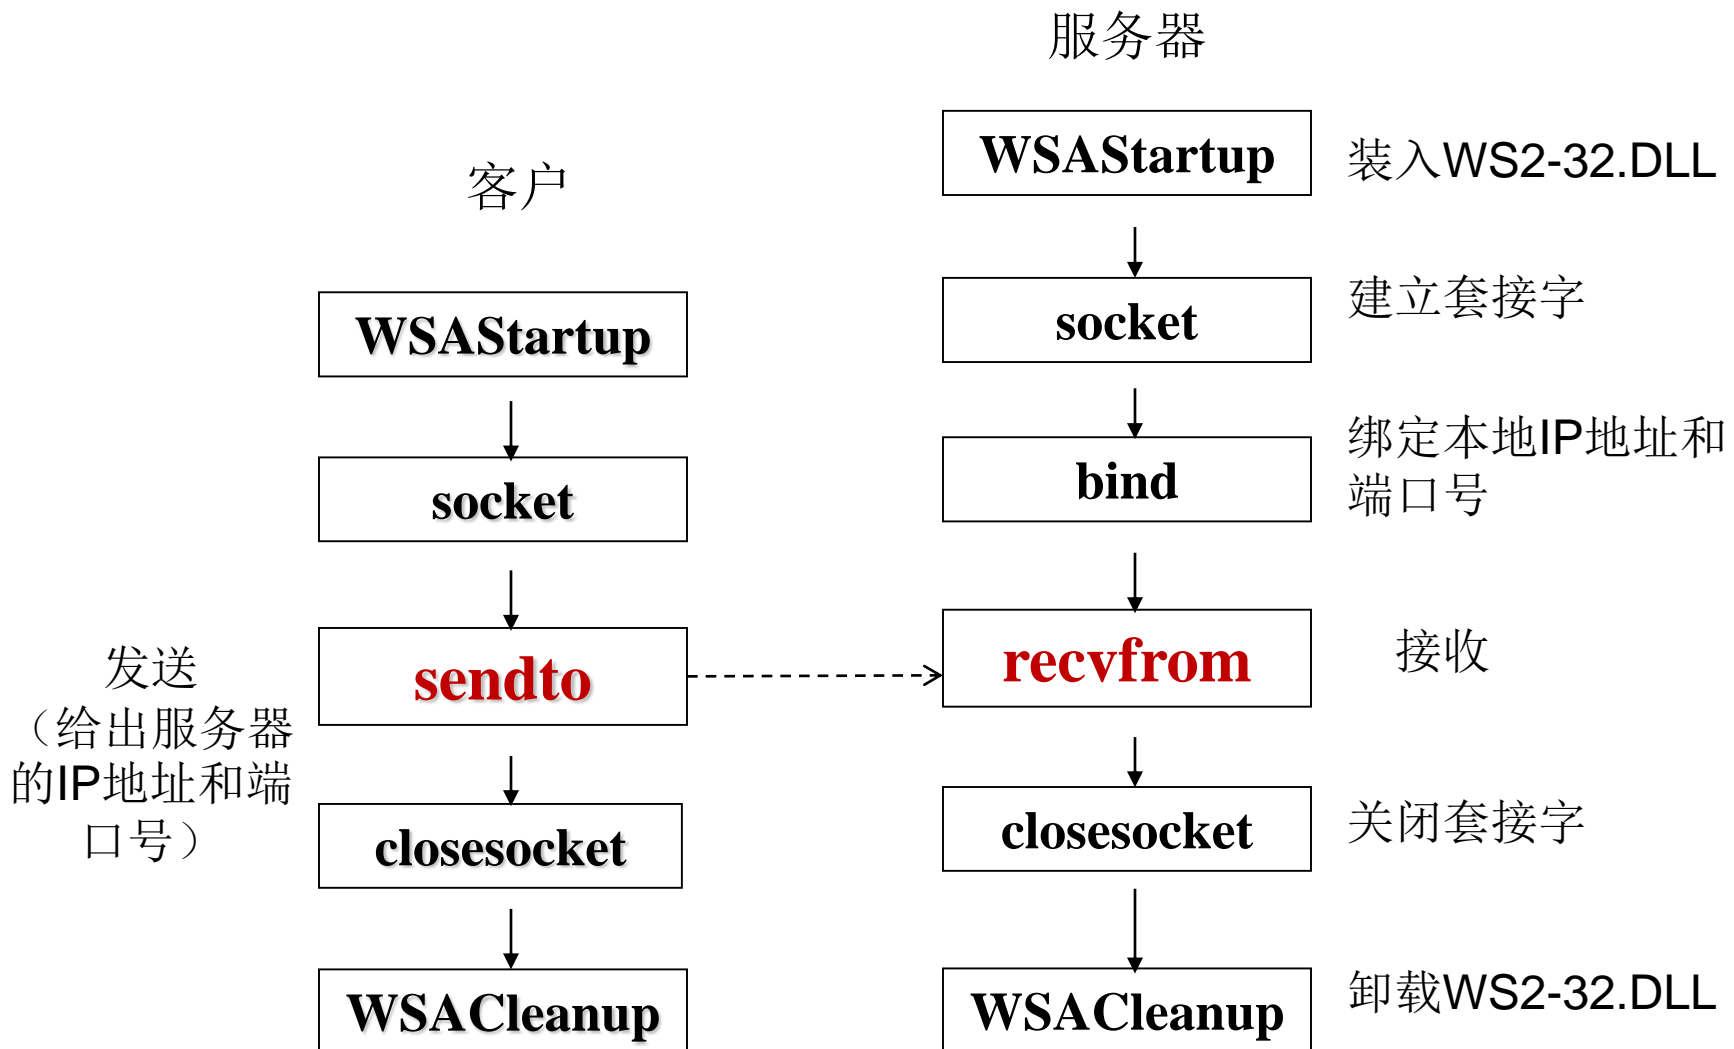 服务器
WSAStartup
装入WS2-32.DLL
客户
socket
建立套接字
WSAStartup
bind
绑定本地IP地址和
端口号
socket
recvfrom
接收
发送
（给出服务器
的IP地址和端
口号）
sendto
closesocket
关闭套接字
closesocket
WSACleanup
卸载WS2-32.DLL
WSACleanup